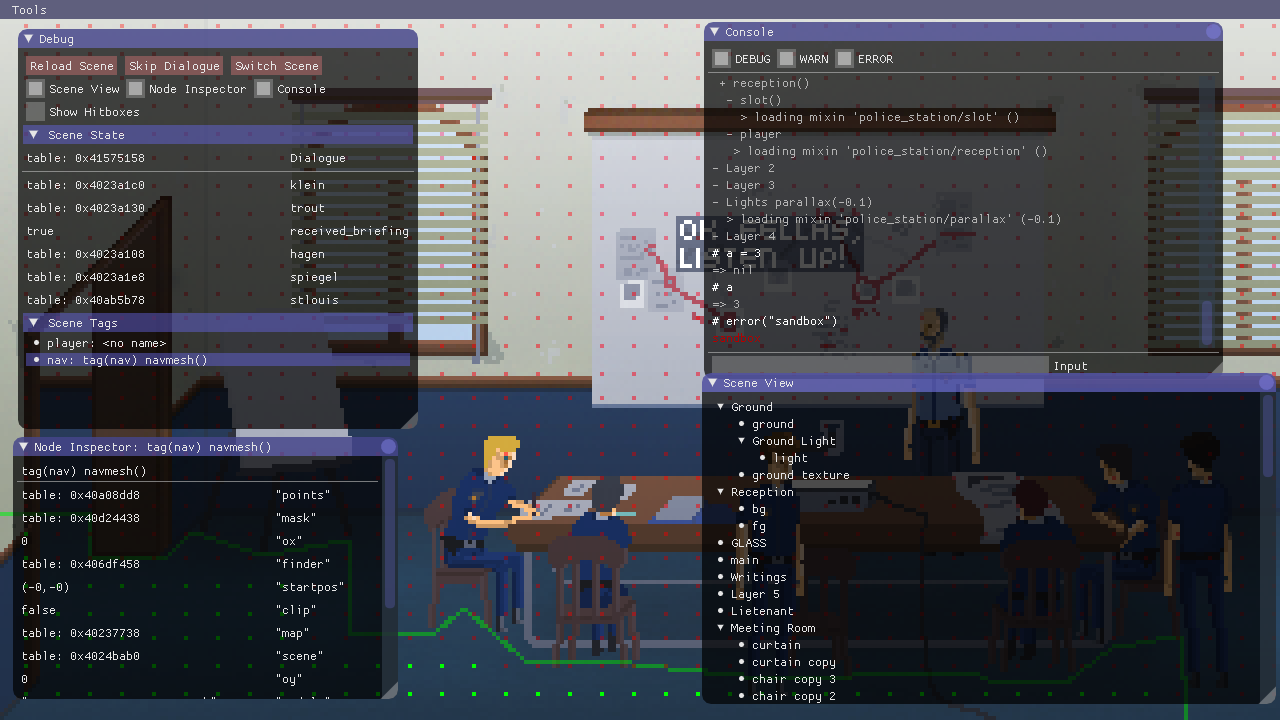 Tools
Debug
Reload Scene Skip Dialogue Switch Scene
Scene View Node Inspector Console
Show Hitboxes
Scene State
table: 0x41575158 Dialogue
table: 0x4023a1c0 klein
table: 0x4023a130 trout
true received_briefing
table: 0x4023a108 hagen
table: 0x4023a1e8 spiegel
table: 0x40ab5b78 stlouis
Scene Tags
player: <no name>
nav: tag(nav) navmesh()
Node Inspector: tag(nav) navmesh()
tag(nav) navmesh()
table: 0x40d38dd8 "points"
table: 0x40d24438 "mask"
0 "ox"
table: 0x406df458 "finder"
(-0,-0) "startpos"
false "clip"
table: 0x40237738 "map"
table: 0x4024bab0 "scene"
0 "oy"
LISTEN UP!
Console
DEBUG WARN ERROR
+ reception()
- slot()
> loading mixin 'police_station/slot' ()
- player
> loading mixin 'police_station/reception' ()
- Layer 2
- Layer 3
- Lights parallax(-0.1)
> loading mixin 'police_station/parallax' (-0.1)
- Layer 4
# a = 3
=> nil
# a
=> 3
# error("sandbox")
Input
Scene View
Ground
ground
Ground Light
light
ground texture
Reception
bg
fg
GLASS
main
Writings
Layer 5
Lietenant
Meeting Room
curtain
curtain copy
chair copy 3
chair copy 2